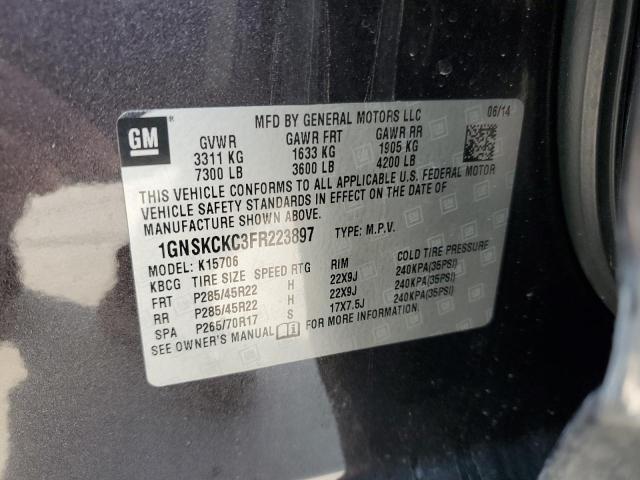 GM ®
MFD BY GENERAL MOTORS LLC 06/14
GVWR GAWR FRT GAWR RR
3311 KG 1633 KG 1905 KG
7300 LB 3600 LB 4200 LB
THIS VEHICLE CONFORMS TO ALL APPLICABLE U.S. FEDERAL MOTOR
VEHICLE SAFETY STANDARDS IN EFFECT ON THE DATE OF
MANUFACTURE SHOWN ABOVE.
1GNSKCKC3FR223897 TYPE: M.P.V.
MODEL: K15706
KBCG TIRE SIZE SPEED RTG RIM COLD TIRE PRESSURE
FRT P285/45R22 H 22X9J 240KPA(35PSI)
RR P285/45R22 H 22X9J 240KPA(35PSI)
SPA P265/70R17 S 17X7.5J 240KPA(35PSI)
SEE OWNER'S MANUAL FOR MORE INFORMATION.